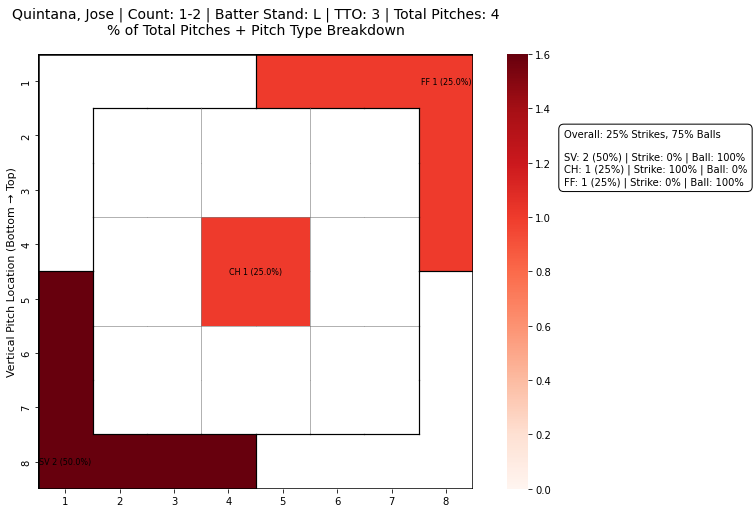 Quintana, Jose | Count: 1-2 | Batter Stand: L | TTO: 3 | Total Pitches: 4
% of Total Pitches + Pitch Type Breakdown
Vertical Pitch Location (Bottom → Top)
1
2
3
4
5
6
7
8
1 2 3 4 5 6 7 8
FF 1 (25.0%)
CH 1 (25.0%)
SV 2 (50.0%)
1.6
1.4
1.2
1.0
0.8
0.6
0.4
0.2
0.0
Overall: 25% Strikes, 75% Balls
SV: 2 (50%) | Strike: 0% | Ball: 100%
CH: 1 (25%) | Strike: 100% | Ball: 0%
FF: 1 (25%) | Strike: 0% | Ball: 100%